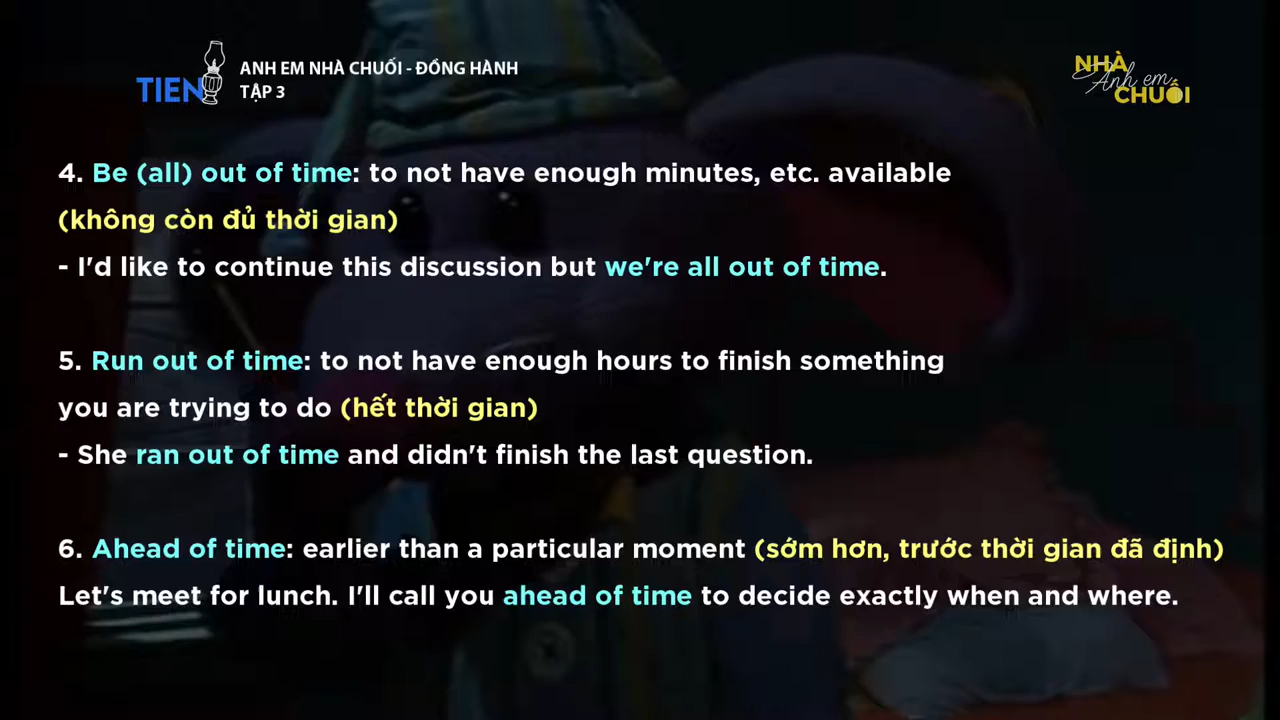 TIEN
ANH EM NHÀ CHUỐI - ĐỒNG HÀNH
TẬP 3
NHÀ
Anh em
CHUỐI
4. Be (all) out of time: to not have enough minutes, etc. available
(không còn đủ thời gian)
- I'd like to continue this discussion but we're all out of time.
5. Run out of time: to not have enough hours to finish something
you are trying to do (hết thời gian)
- She ran out of time and didn't finish the last question.
6. Ahead of time: earlier than a particular moment (sớm hơn, trước thời gian đã định)
Let's meet for lunch. I'll call you ahead of time to decide exactly when and where.